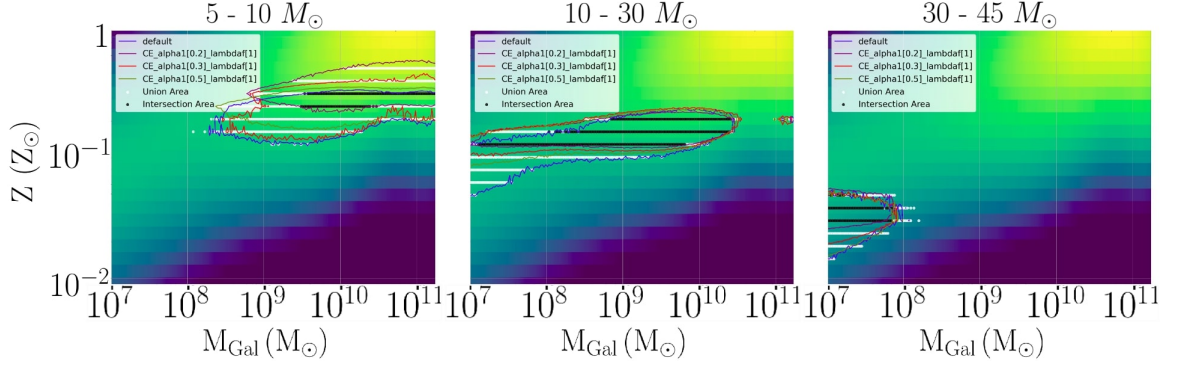 5 - 10 M⊙
10 - 30 M⊙
30 - 45 M⊙
default
CE_alpha1[0.2]_lambdaf[1]
CE_alpha1[0.3]_lambdaf[1]
CE_alpha1[0.5]_lambdaf[1]
Union Area
Intersection Area
default
CE_alpha1[0.2]_lambdaf[1]
CE_alpha1[0.3]_lambdaf[1]
CE_alpha1[0.5]_lambdaf[1]
Union Area
Intersection Area
default
CE_alpha1[0.2]_lambdaf[1]
CE_alpha1[0.3]_lambdaf[1]
CE_alpha1[0.5]_lambdaf[1]
Union Area
Intersection Area
Z (Z⊙)
1
10⁻¹
10⁻²
10⁷ 10⁸ 10⁹ 10¹⁰ 10¹¹
10⁷ 10⁸ 10⁹ 10¹⁰ 10¹¹
10⁷ 10⁸ 10⁹ 10¹⁰ 10¹¹
M_Gal (M⊙)
M_Gal (M⊙)
M_Gal (M⊙)